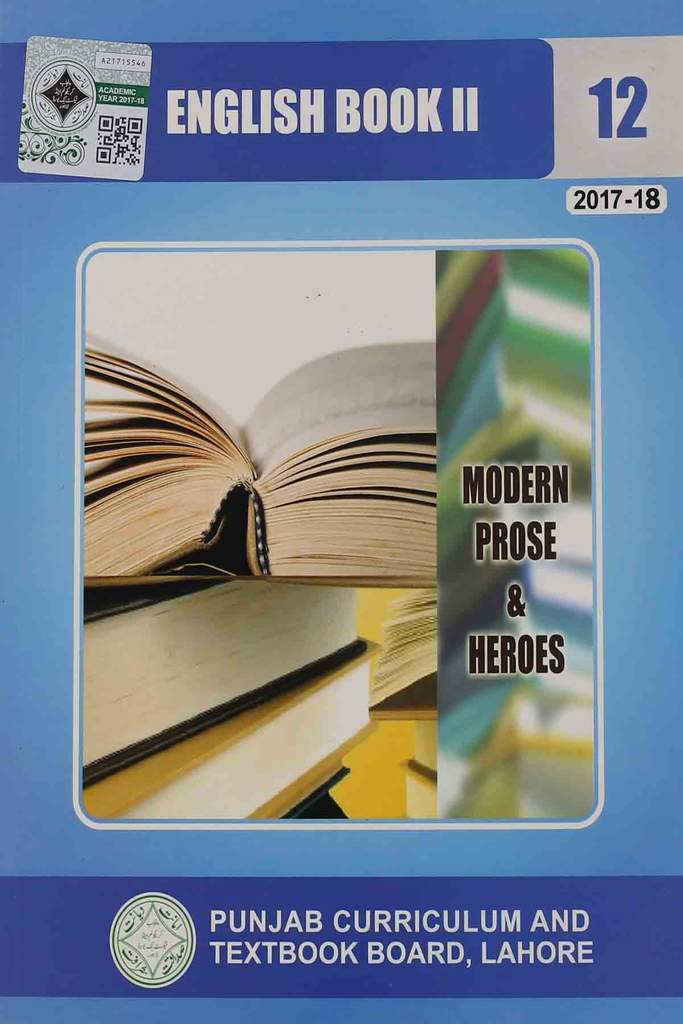 A21715546
ACADEMIC
YEAR 2017-18
ENGLISH BOOK II
12
2017-18
MODERN
PROSE
&
HEROES
PUNJAB CURRICULUM AND
TEXTBOOK BOARD, LAHORE